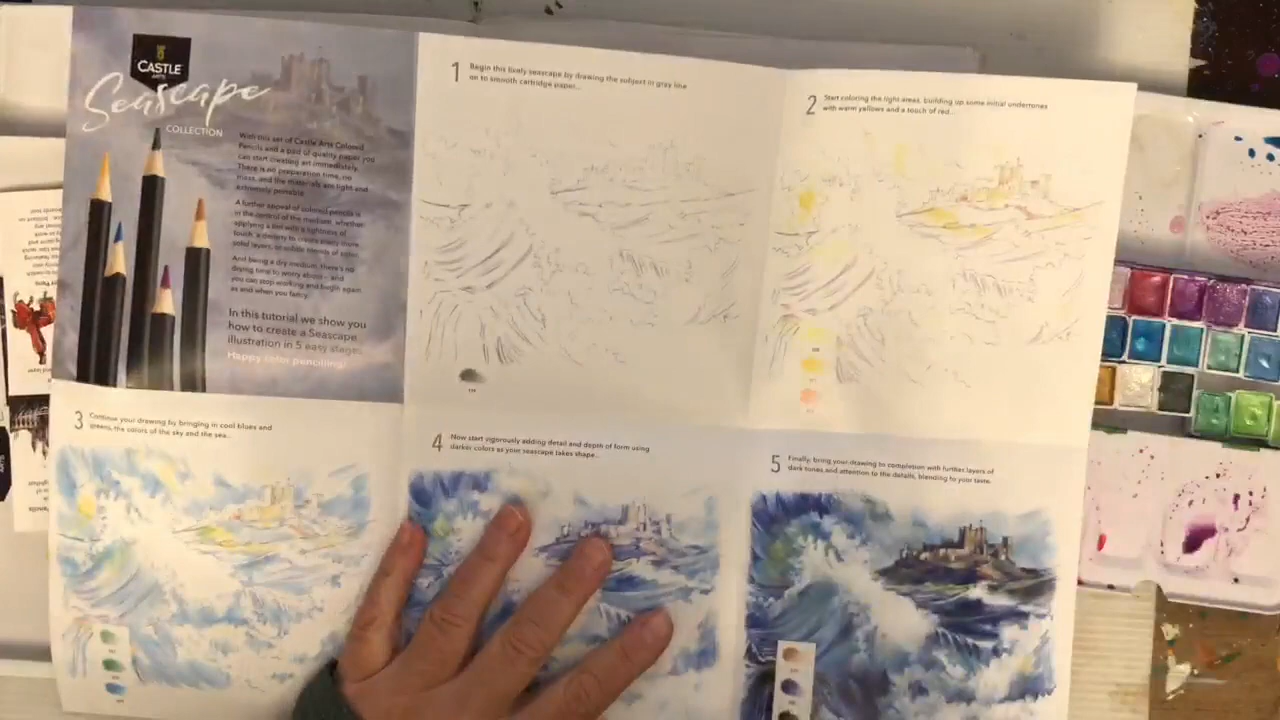 CASTLE
ARTS
Seascape
COLLECTION
With this set of Castle Arts Colored
Pencils and a pad of quality paper you
can start creating art immediately.
There is no preparation time, no
mess, and the materials are light and
extremely portable.
A further appeal of colored pencils is
in the control of the medium, whether
applying a tint with a lightness of
touch, a density to create every more
solid layers, or subtle blends of color.
And being a dry medium, there's no
drying time to worry about – and
you can stop working and begin again
as and when you fancy.
In this tutorial we show you
how to create a Seascape
illustration in 5 easy stages.
Happy color pencilling!
1 Begin this lively seascape by drawing the subject in gray line
on to smooth cartridge paper...
2 Start coloring the light areas, building up some initial undertones
with warm yellows and a touch of red...
3 Continue your drawing by bringing in cool blues and
greens, the colors of the sky and the sea...
4 Now start vigorously adding detail and depth of form using
darker colors as your seascape takes shape...
5 Finally, bring your drawing to completion with further layers of
dark tones and attention to the details, blending to your taste.